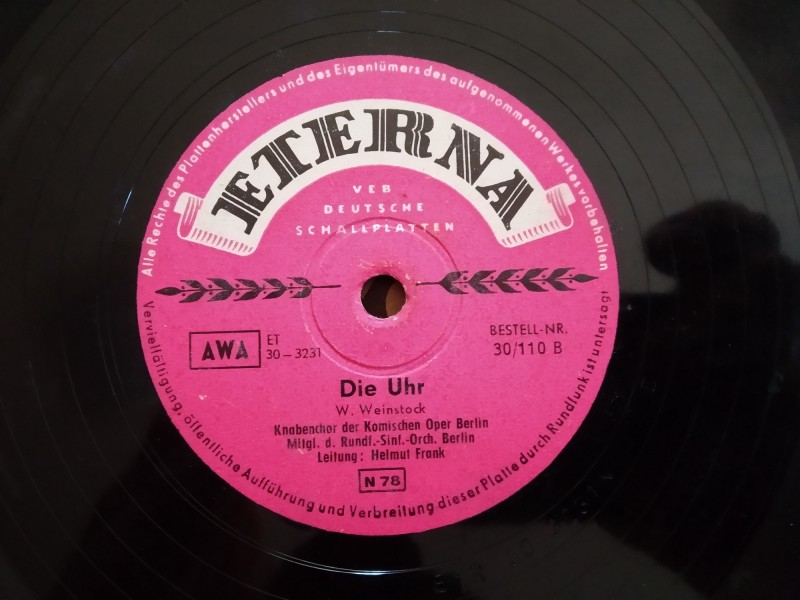 Alle Rechte des Plattenherstellers und des Eigentümers des aufgenommenen Werkes vorbehalten
ETERNA
VEB
DEUTSCHE
SCHALLPLATTEN
AWA
ET
30-3231
BESTELL-NR.
30/110 B
Die Uhr
W. Weinstock
Knabenchor der Komischen Oper Berlin
Mitgl. d. Rundf.-Sinf.-Orch. Berlin
Leitung: Helmut Frank
N 78
Vervielfältigung, öffentliche Aufführung und Verbreitung dieser Platte durch Rundfunk ist untersagt